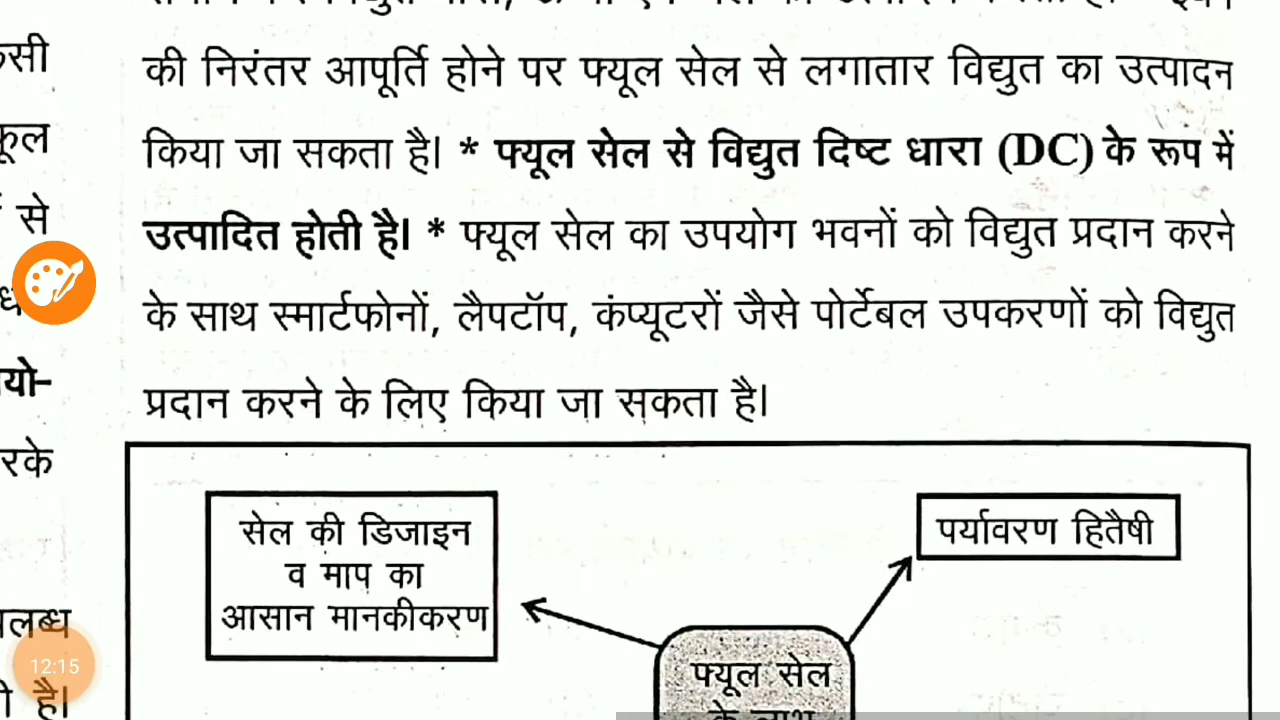 की निरंतर आपूर्ति होने पर फ्यूल सेल से लगातार विद्युत का उत्पादन
किया जा सकता है। * फ्यूल सेल से विद्युत दिष्ट धारा (DC) के रूप में
उत्पादित होती है। * फ्यूल सेल का उपयोग भवनों को विद्युत प्रदान करने
के साथ स्मार्टफोनों, लैपटॉप, कंप्यूटरों जैसे पोर्टेबल उपकरणों को विद्युत
प्रदान करने के लिए किया जा सकता है।
सेल की डिजाइन
व माप का
आसान मानकीकरण
पर्यावरण हितैषी
फ्यूल सेल
से
रके
12:15
है।